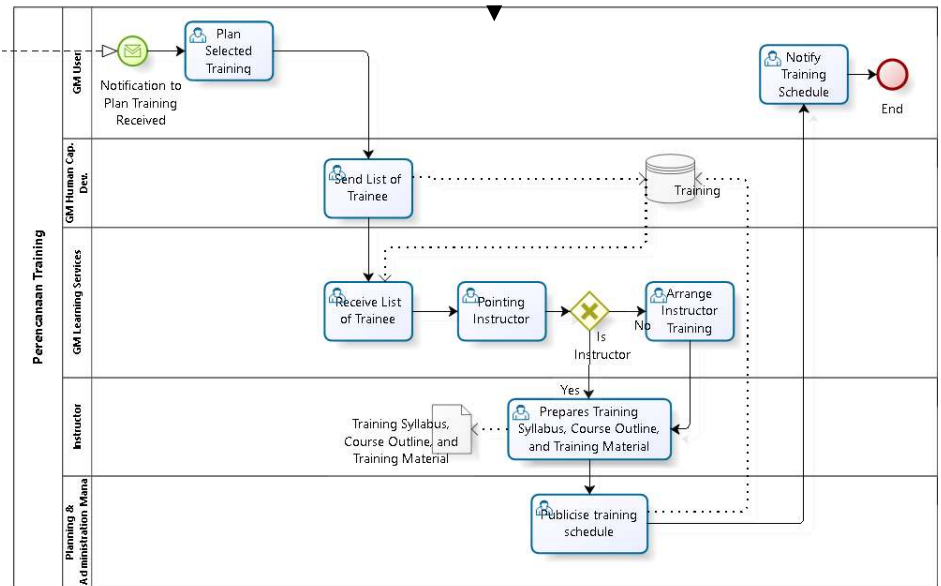 Perencanaan Training
GM User
Notification to
Plan Training
Received
Plan
Selected
Training
Notify
Training
Schedule
End
GM Human Cap.
Dev.
Send List of
Trainee
Training
GM Learning Services
Receive List
of Trainee
Pointing
Instructor
Is
Instructor
No
Arrange
Instructor
Training
Yes
Instructor
Training Syllabus,
Course Outline, and
Training Material
Prepares Training
Syllabus, Course Outline,
and Training Material
Planning &
Administration Mana
Publicise training
schedule